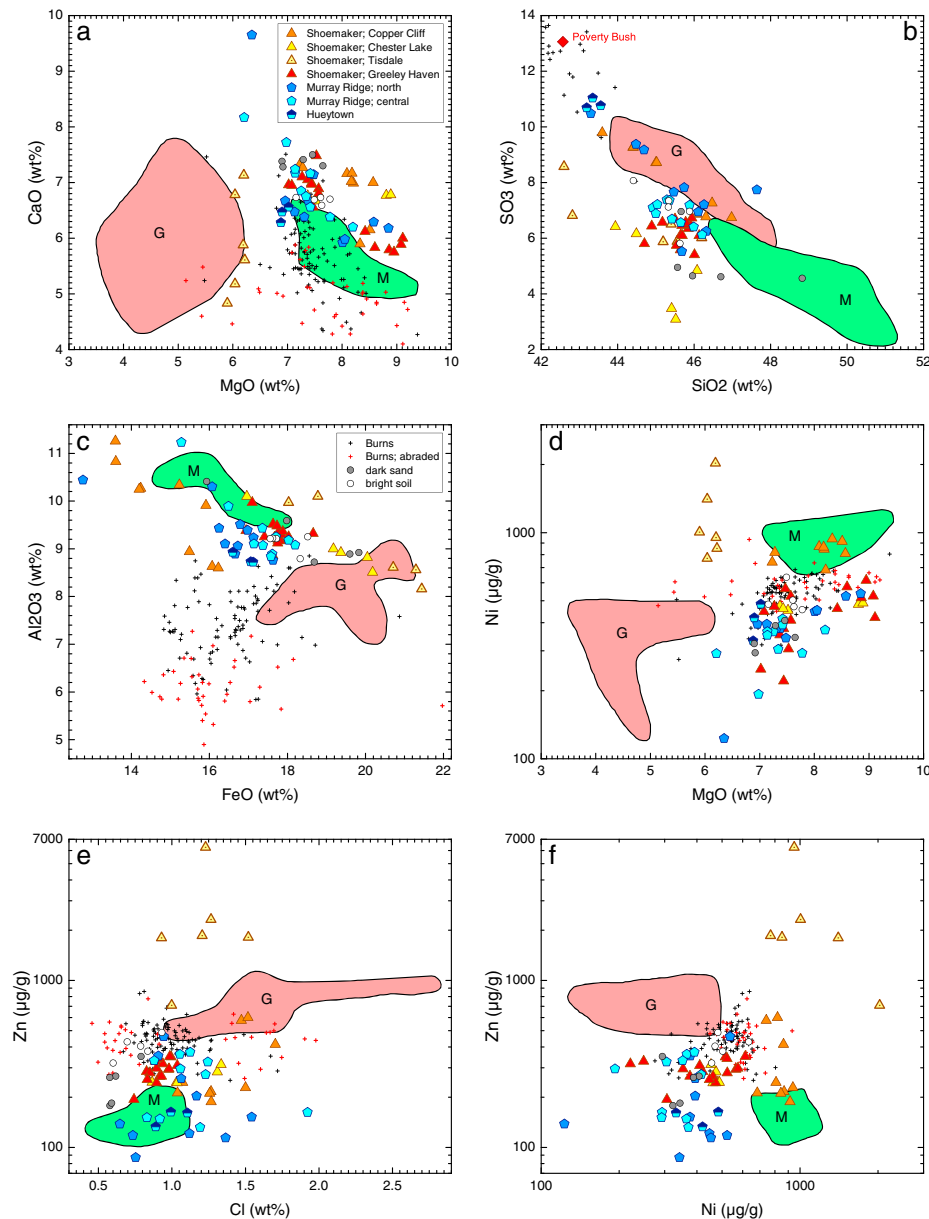 a
10
9
8
7
6
5
4
CaO (wt%)
3 4 5 6 7 8 9 10
MgO (wt%)
G
M
Shoemaker; Copper Cliff
Shoemaker; Chester Lake
Shoemaker; Tisdale
Shoemaker; Greeley Haven
Murray Ridge; north
Murray Ridge; central
Hueytown
b
Poverty Bush
14
12
10
8
6
4
2
SO3 (wt%)
42 44 46 48 50 52
SiO2 (wt%)
G
M
c
11
10
9
8
7
6
5
Al2O3 (wt%)
14 16 18 20 22
FeO (wt%)
M
G
Burns
Burns; abraded
dark sand
bright soil
d
1000
100
Ni (µg/g)
3 4 5 6 7 8 9 10
MgO (wt%)
M
G
e
7000
1000
100
Zn (µg/g)
0.5 1.0 1.5 2.0 2.5
Cl (wt%)
G
M
f
7000
1000
100
Zn (µg/g)
100 1000
Ni (µg/g)
G
M